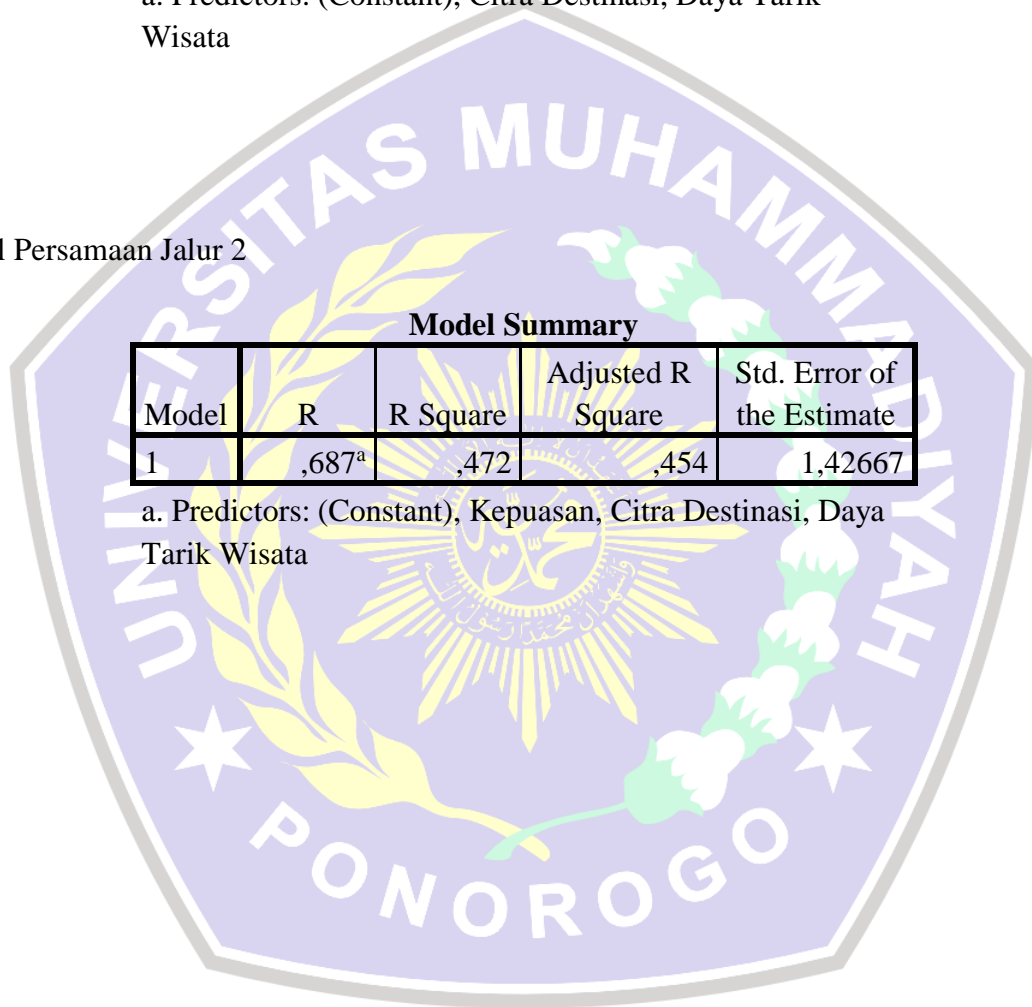 a. Predictors: (Constant), Citra Destinasi, Daya Tarik
Wisata
l Persamaan Jalur 2
Model Summary
Model R R Square Adjusted R Square Std. Error of the Estimate
1 ,687a ,472 ,454 1,42667
a. Predictors: (Constant), Kepuasan, Citra Destinasi, Daya
Tarik Wisata
UNIVERSITAS MUHAMMADIYAH
PONOROGO